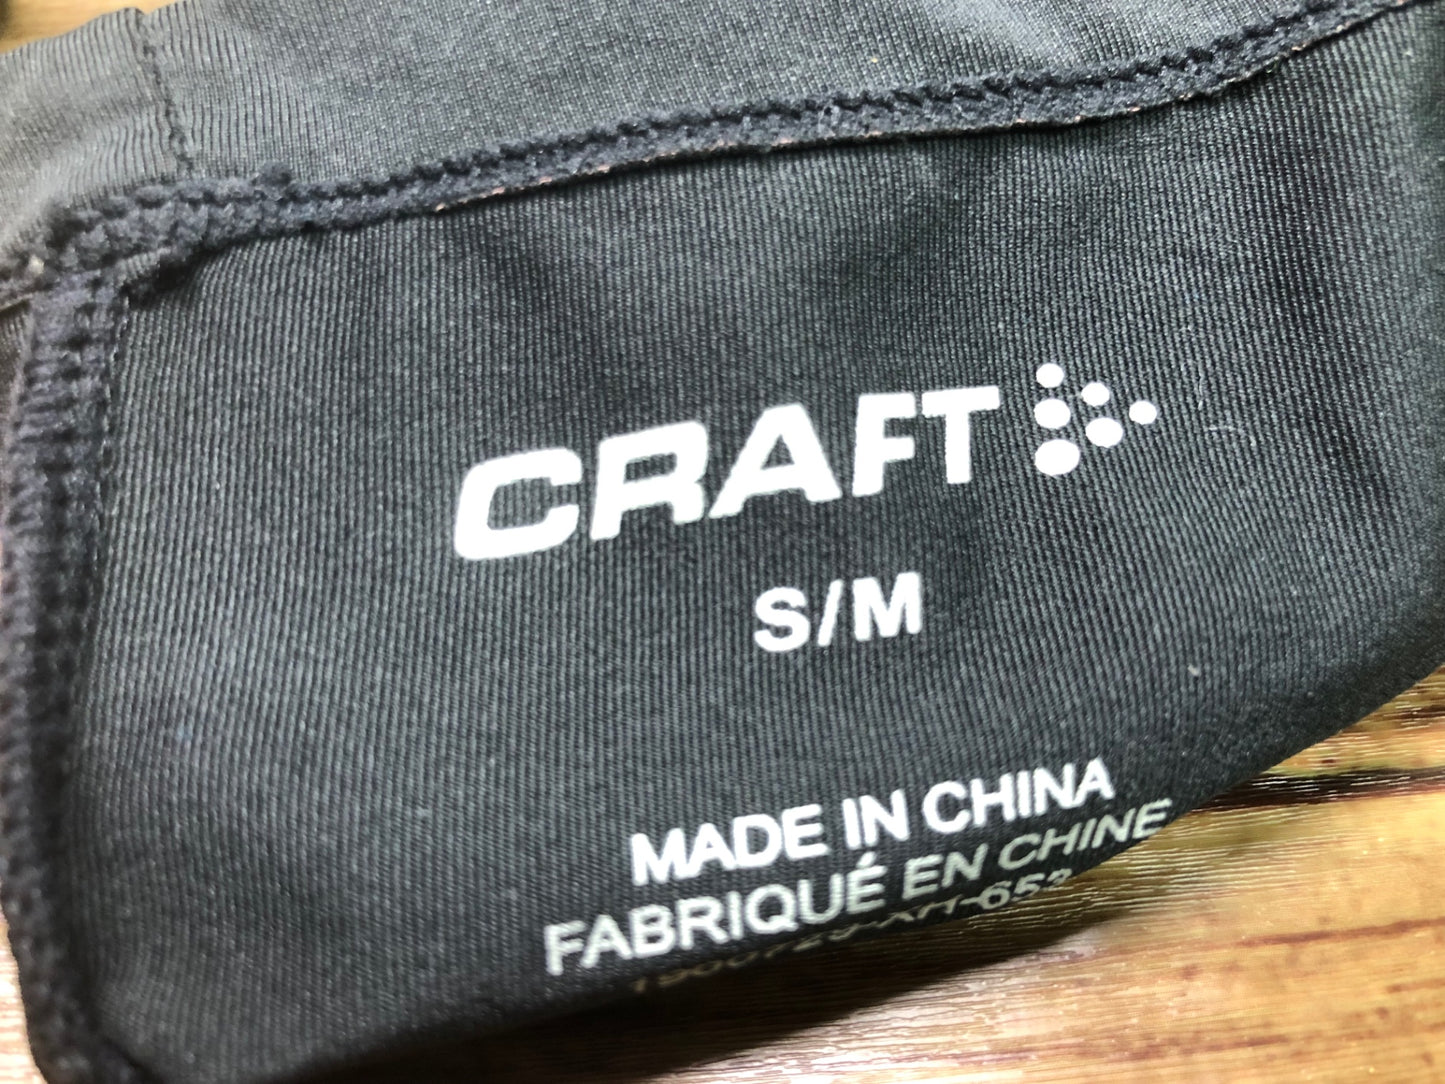 CRAFT
S/M
MADE IN CHINA
FABRIQUÉ EN CHINE